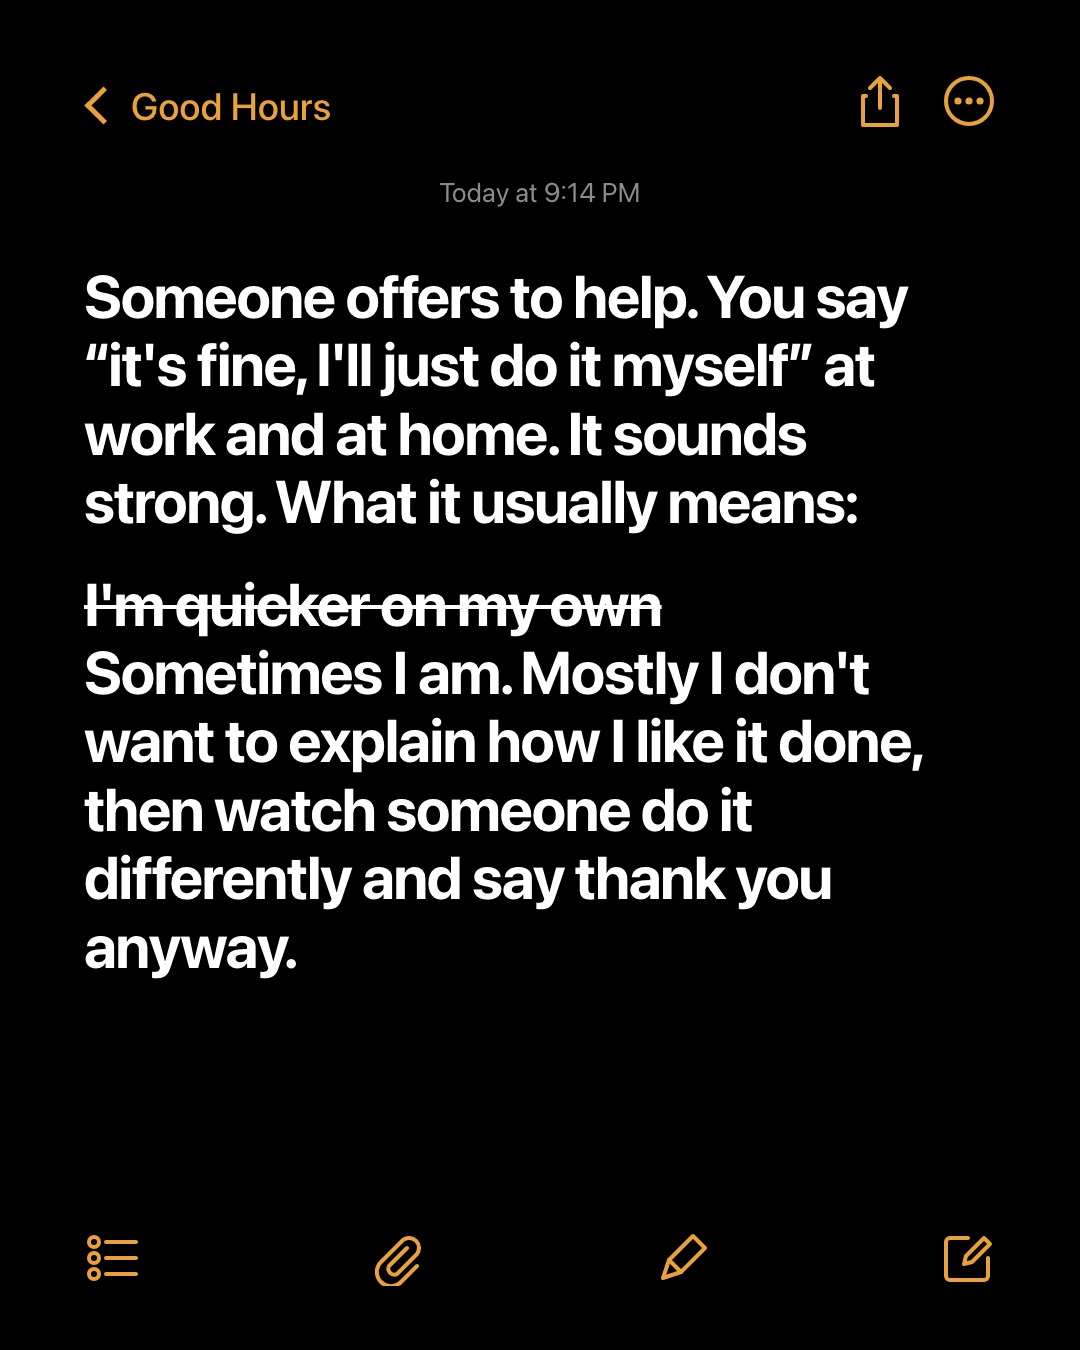 Good Hours
Today at 9:14 PM
Someone offers to help. You say
“it's fine, I'll just do it myself” at
work and at home. It sounds
strong. What it usually means:
I'm quicker on my own
Sometimes I am. Mostly I don't
want to explain how I like it done,
then watch someone do it
differently and say thank you
anyway.